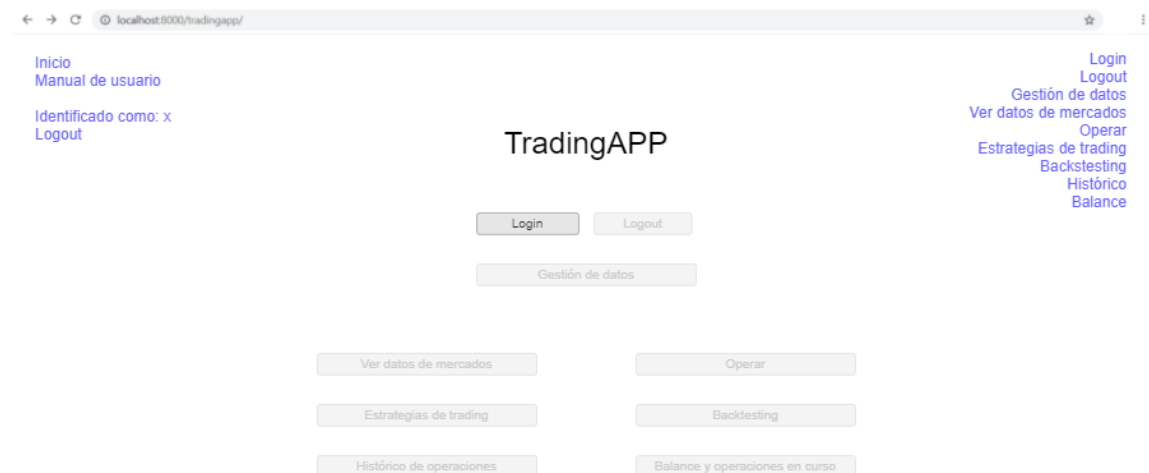 localhost:8000/tradingapp/
Inicio
Manual de usuario
Identificado como: x
Logout
TradingAPP
Login
Logout
Gestión de datos
Ver datos de mercados
Operar
Estrategias de trading
Backstesting
Histórico
Balance
Login
Logout
Gestión de datos
Ver datos de mercados
Operar
Estrategias de trading
Backtesting
Histórico de operaciones
Balance y operaciones en curso